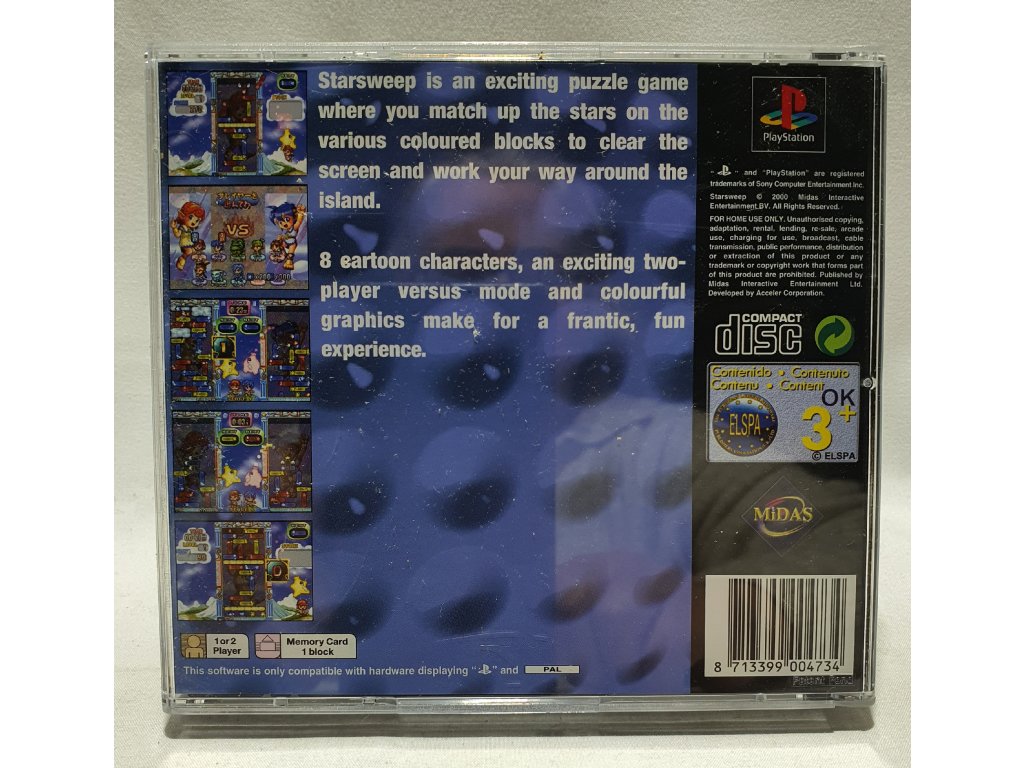 Starsweep is an exciting puzzle game
where you match up the stars on the
various coloured blocks to clear the
screen and work your way around the
island.
8 cartoon characters, an exciting two-
player versus mode and colourful
graphics make for a frantic, fun
experience.
VS
1 or 2
Player
Memory Card
1 block
This software is only compatible with hardware displaying " " and PAL
PlayStation
" " and "PlayStation" are registered
trademarks of Sony Computer Entertainment Inc.
Starsweep © 2000 Midas Interactive
Entertainment BV. All Rights Reserved.
FOR HOME USE ONLY. Unauthorised copying,
adaptation, rental, lending, re-sale, arcade
use, charging for use, broadcast, cable
transmission, public performance, distribution
or extraction of this product or any
trademark or copyright work that forms part
of this product are prohibited. Published by
Midas Interactive Entertainment Ltd.
Developed by Acceler Corporation.
COMPACT
disc
Contenido • Contenuto
Contenu • Content
ELSPA
OK
3+
© ELSPA
MiDAS
8 713399 004734
Patent Pend